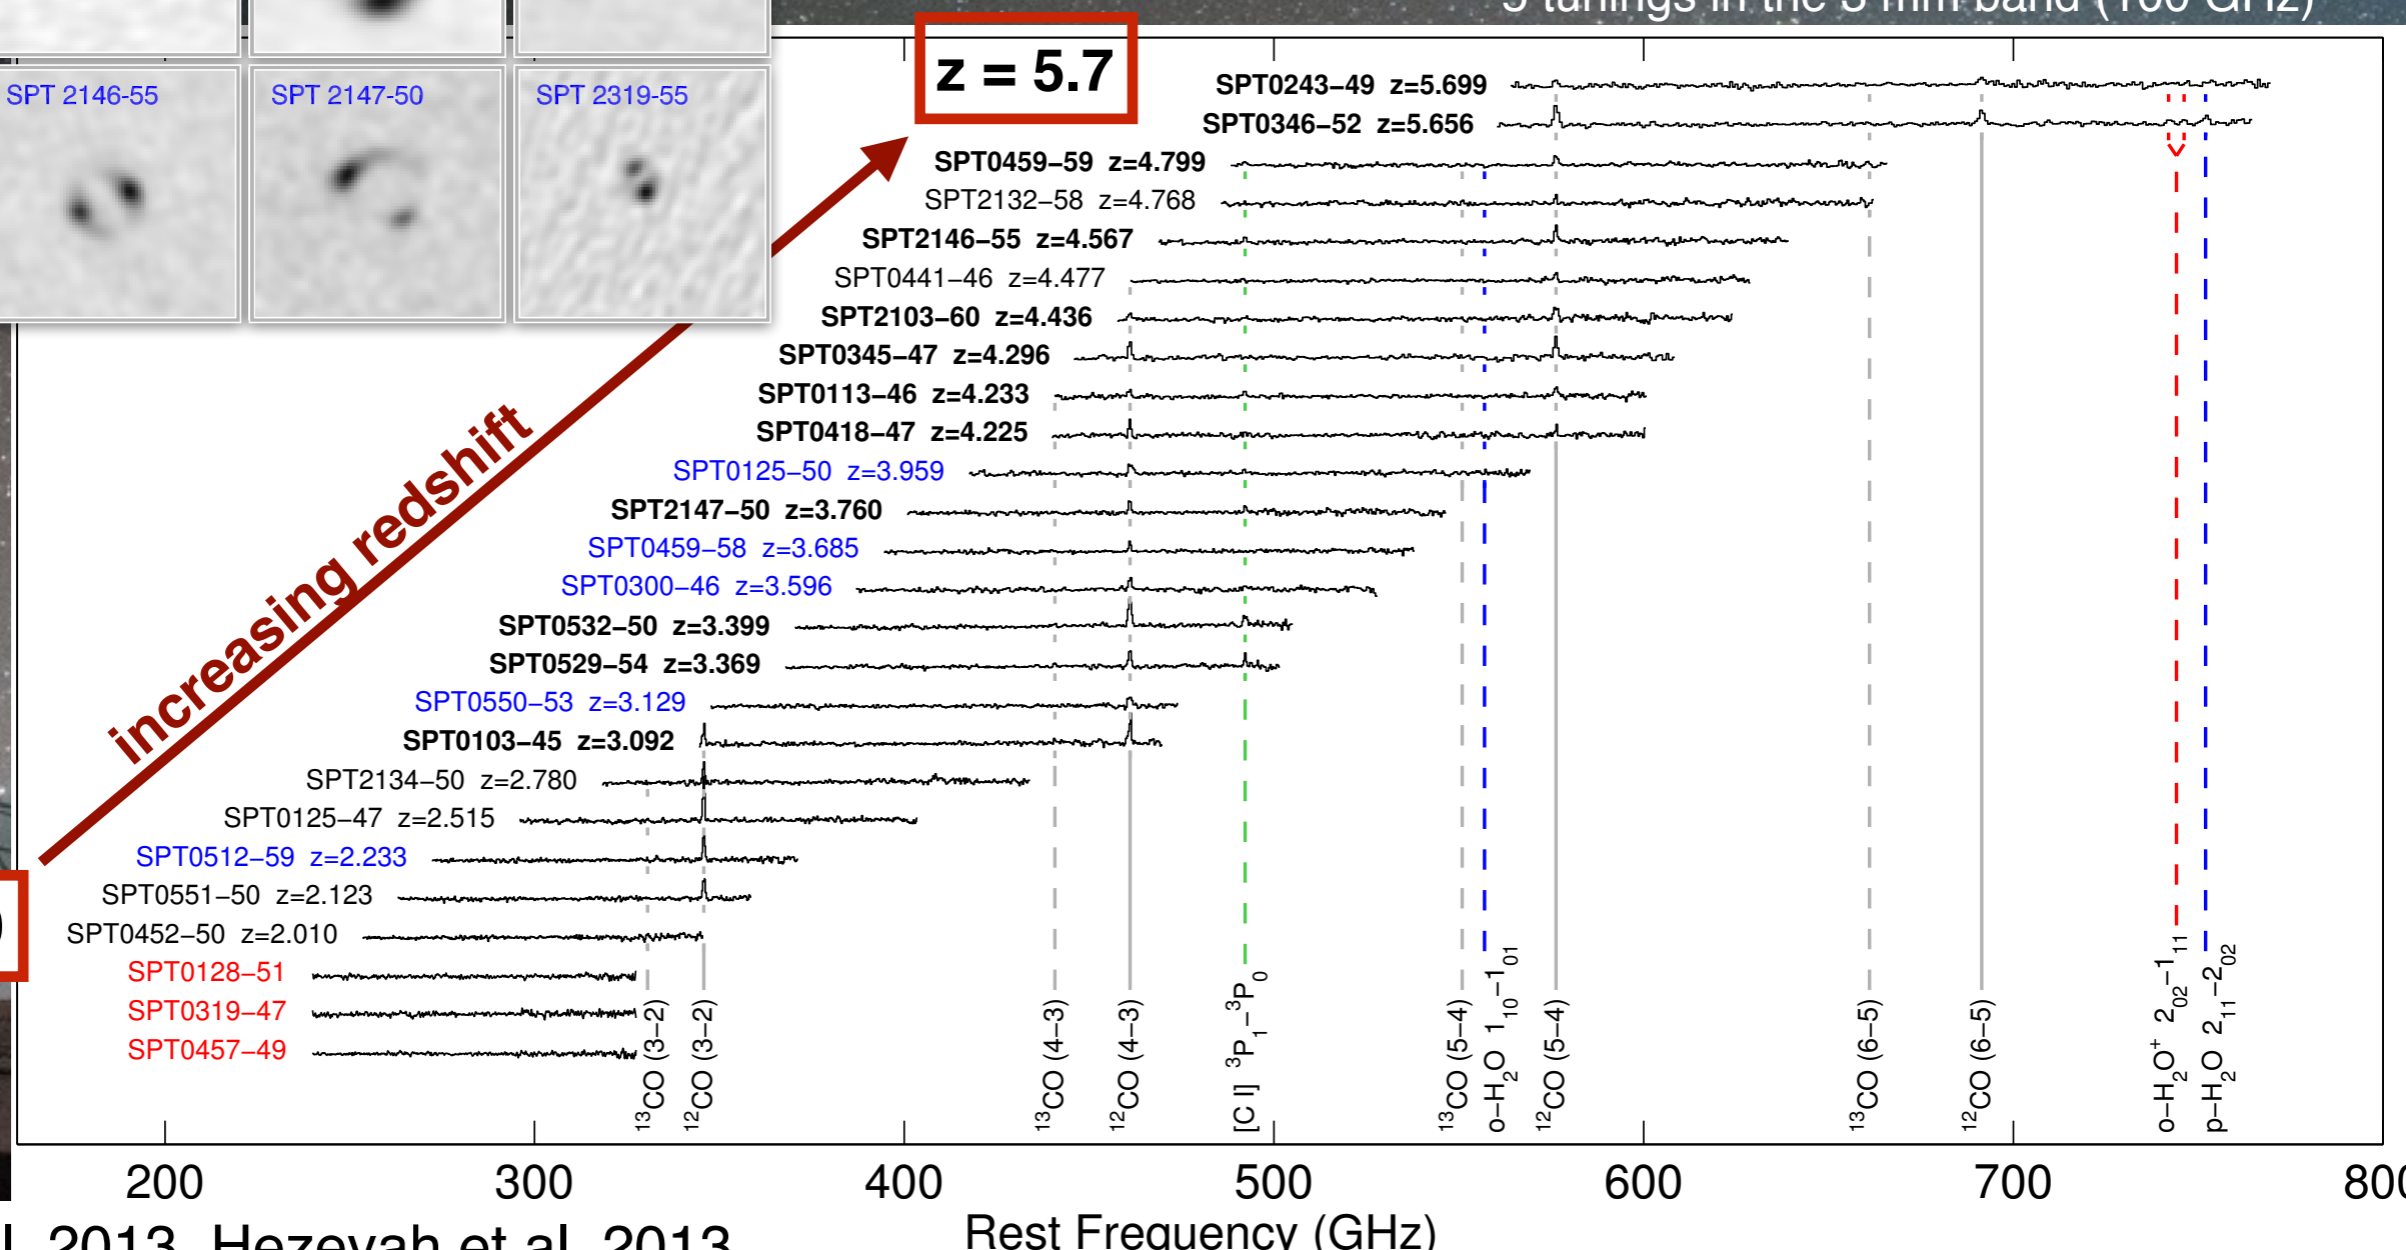 SPT 2146-55
SPT 2147-50
SPT 2319-55
z = 5.7
increasing redshift
SPT0243−49 z=5.699
SPT0346−52 z=5.656
SPT0459−59 z=4.799
SPT2132−58 z=4.768
SPT2146−55 z=4.567
SPT0441−46 z=4.477
SPT2103−60 z=4.436
SPT0345−47 z=4.296
SPT0113−46 z=4.233
SPT0418−47 z=4.225
SPT0125−50 z=3.959
SPT2147−50 z=3.760
SPT0459−58 z=3.685
SPT0300−46 z=3.596
SPT0532−50 z=3.399
SPT0529−54 z=3.369
SPT0550−53 z=3.129
SPT0103−45 z=3.092
SPT2134−50 z=2.780
SPT0125−47 z=2.515
SPT0512−59 z=2.233
SPT0551−50 z=2.123
SPT0452−50 z=2.010
SPT0128−51
SPT0319−47
SPT0457−49
¹³CO (3−2)
¹²CO (3−2)
¹³CO (4−3)
¹²CO (4−3)
[C I] ³P₁−³P₀
¹³CO (5−4)
o−H₂O 1₁₀−1₀₁
¹²CO (5−4)
¹³CO (6−5)
¹²CO (6−5)
o−H₂O⁺ 2₀₂−1₁₁
p−H₂O 2₁₁−2₀₂
200 300 400 500 600 700
Rest Frequency (GHz)
2013, Hezevah et al. 2013